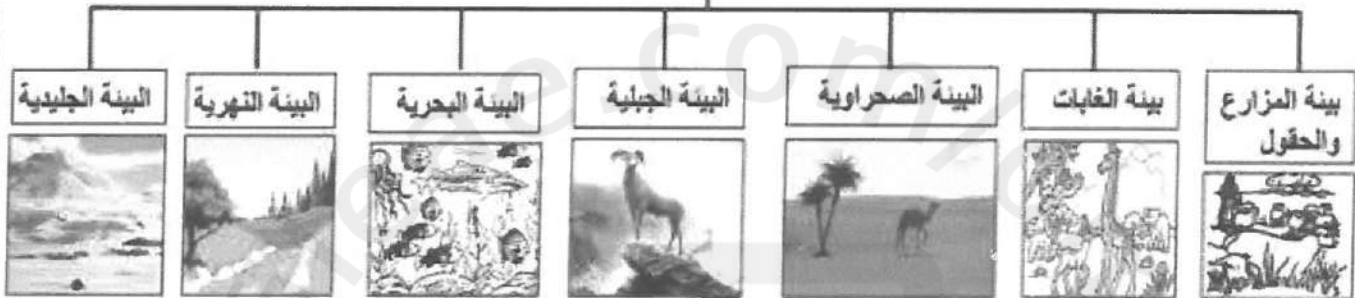 بيئة المزارع
والحقول
بيئة الغابات
البيئة الصحراوية
البيئة الجبلية
البيئة البحرية
البيئة النهرية
البيئة الجليدية